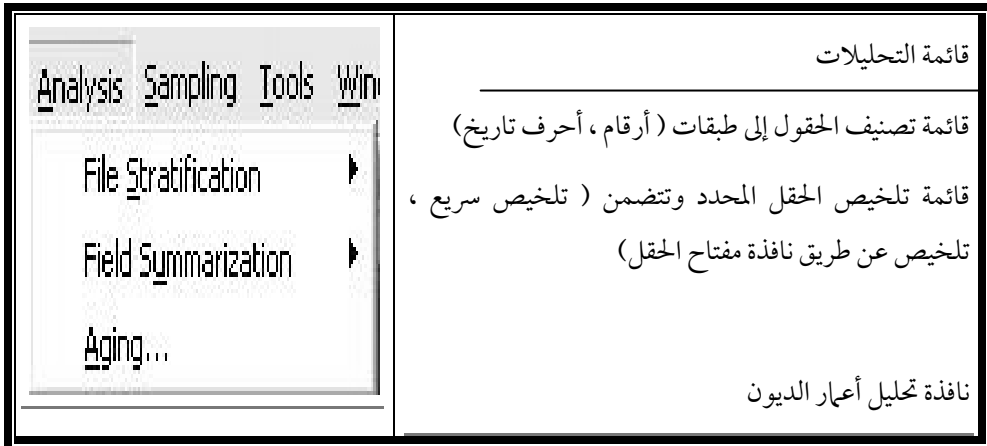 Analysis Sampling Tools Win
File Stratification
Field Summarization
Aging...
قائمة التحليلات
قائمة تصنيف الحقول إلى طبقات ( أرقام ، أحرف تاريخ)
قائمة تلخيص الحقل المحدد وتتضمن ( تلخيص سريع ،
تلخيص عن طريق نافذة مفتاح الحقل)
نافذة تحليل أعمار الديون